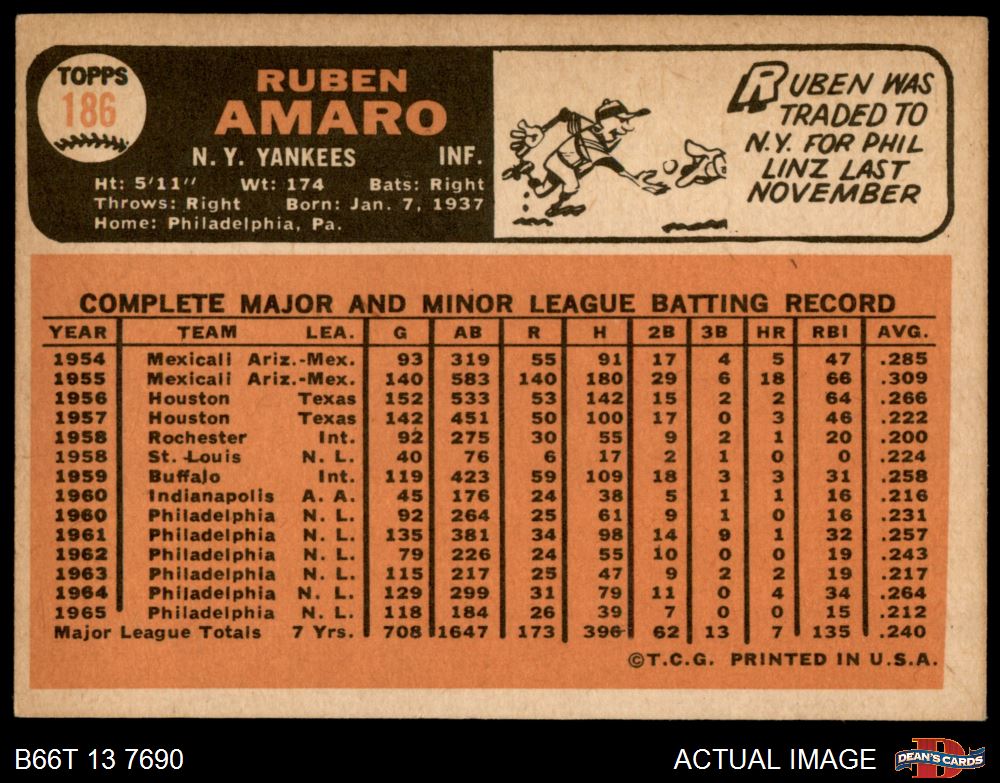 TOPPS
186
RUBEN
AMARO
N. Y. YANKEES INF.
Ht: 5'11" Wt: 174 Bats: Right
Throws: Right Born: Jan. 7, 1937
Home: Philadelphia, Pa.
RUBEN WAS
TRADED TO
N.Y. FOR PHIL
LINZ LAST
NOVEMBER
COMPLETE MAJOR AND MINOR LEAGUE BATTING RECORD
YEAR TEAM LEA. G AB R H 2B 3B HR RBI AVG.
1954 Mexicali Ariz.-Mex. 93 319 55 91 17 4 5 47 .285
1955 Mexicali Ariz.-Mex. 140 583 140 180 29 6 18 66 .309
1956 Houston Texas 152 533 53 142 15 2 2 64 .266
1957 Houston Texas 142 451 50 100 17 0 3 46 .222
1958 Rochester Int. 92 275 30 55 9 2 1 20 .200
1958 St. Louis N. L. 40 76 6 17 2 1 0 0 .224
1959 Buffalo Int. 119 423 59 109 18 3 3 31 .258
1960 Indianapolis A. A. 45 176 24 38 5 1 1 16 .216
1960 Philadelphia N. L. 92 264 25 61 9 1 0 16 .231
1961 Philadelphia N. L. 135 381 34 98 14 9 1 32 .257
1962 Philadelphia N. L. 79 226 24 55 10 0 0 19 .243
1963 Philadelphia N. L. 115 217 25 47 9 2 2 19 .217
1964 Philadelphia N. L. 129 299 31 79 11 0 4 34 .264
1965 Philadelphia N. L. 118 184 26 39 7 0 0 15 .212
Major League Totals 7 Yrs. 708 1647 173 396 62 13 7 135 .240
©T.C.G. PRINTED IN U.S.A.
B66T 13 7690 ACTUAL IMAGE DEAN'S CARDS